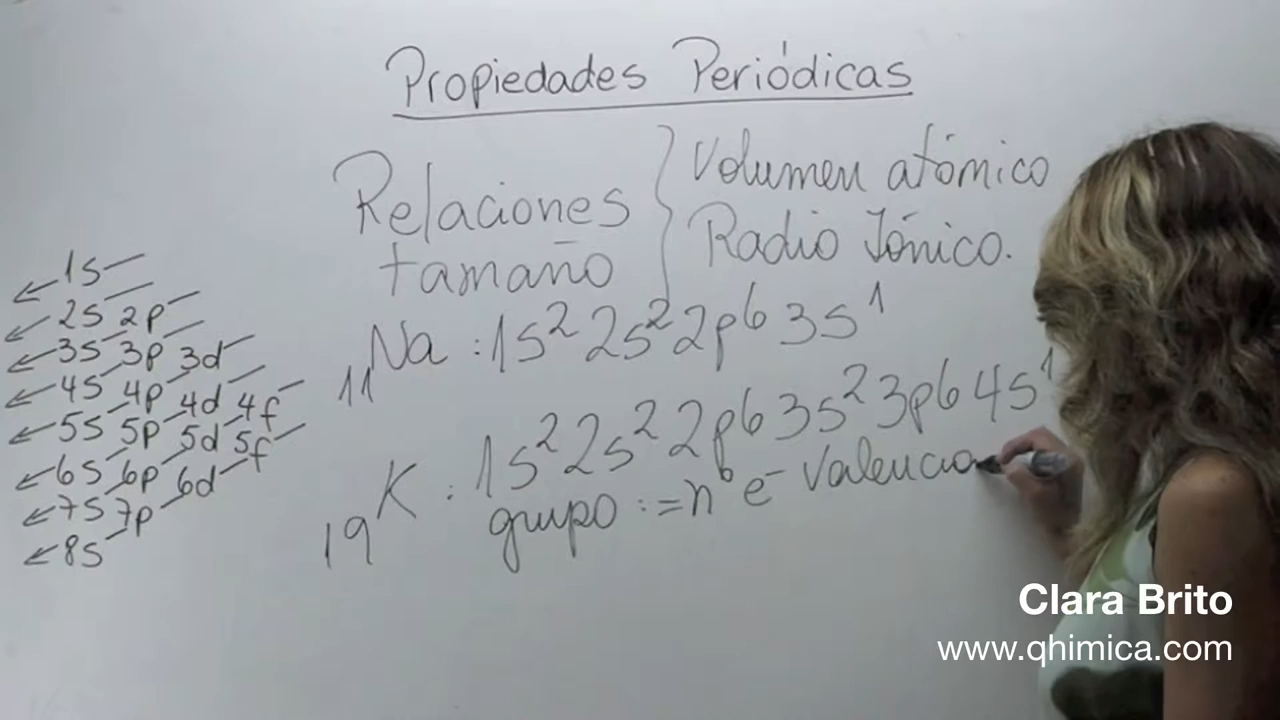 Propiedades Periódicas
Relaciones tamaño } Volumen atómico
Radio Iónico.
1s
2s 2p
3s 3p 3d
4s 4p 4d 4f
5s 5p 5d 5f
6s 6p 6d
7s 7p
8s
11Na : 1s² 2s² 2p6 3s¹
19K : 1s² 2s² 2p6 3s² 3p6 4s¹
grupo := nº e⁻ valencia
Clara Brito
www.qhimica.com